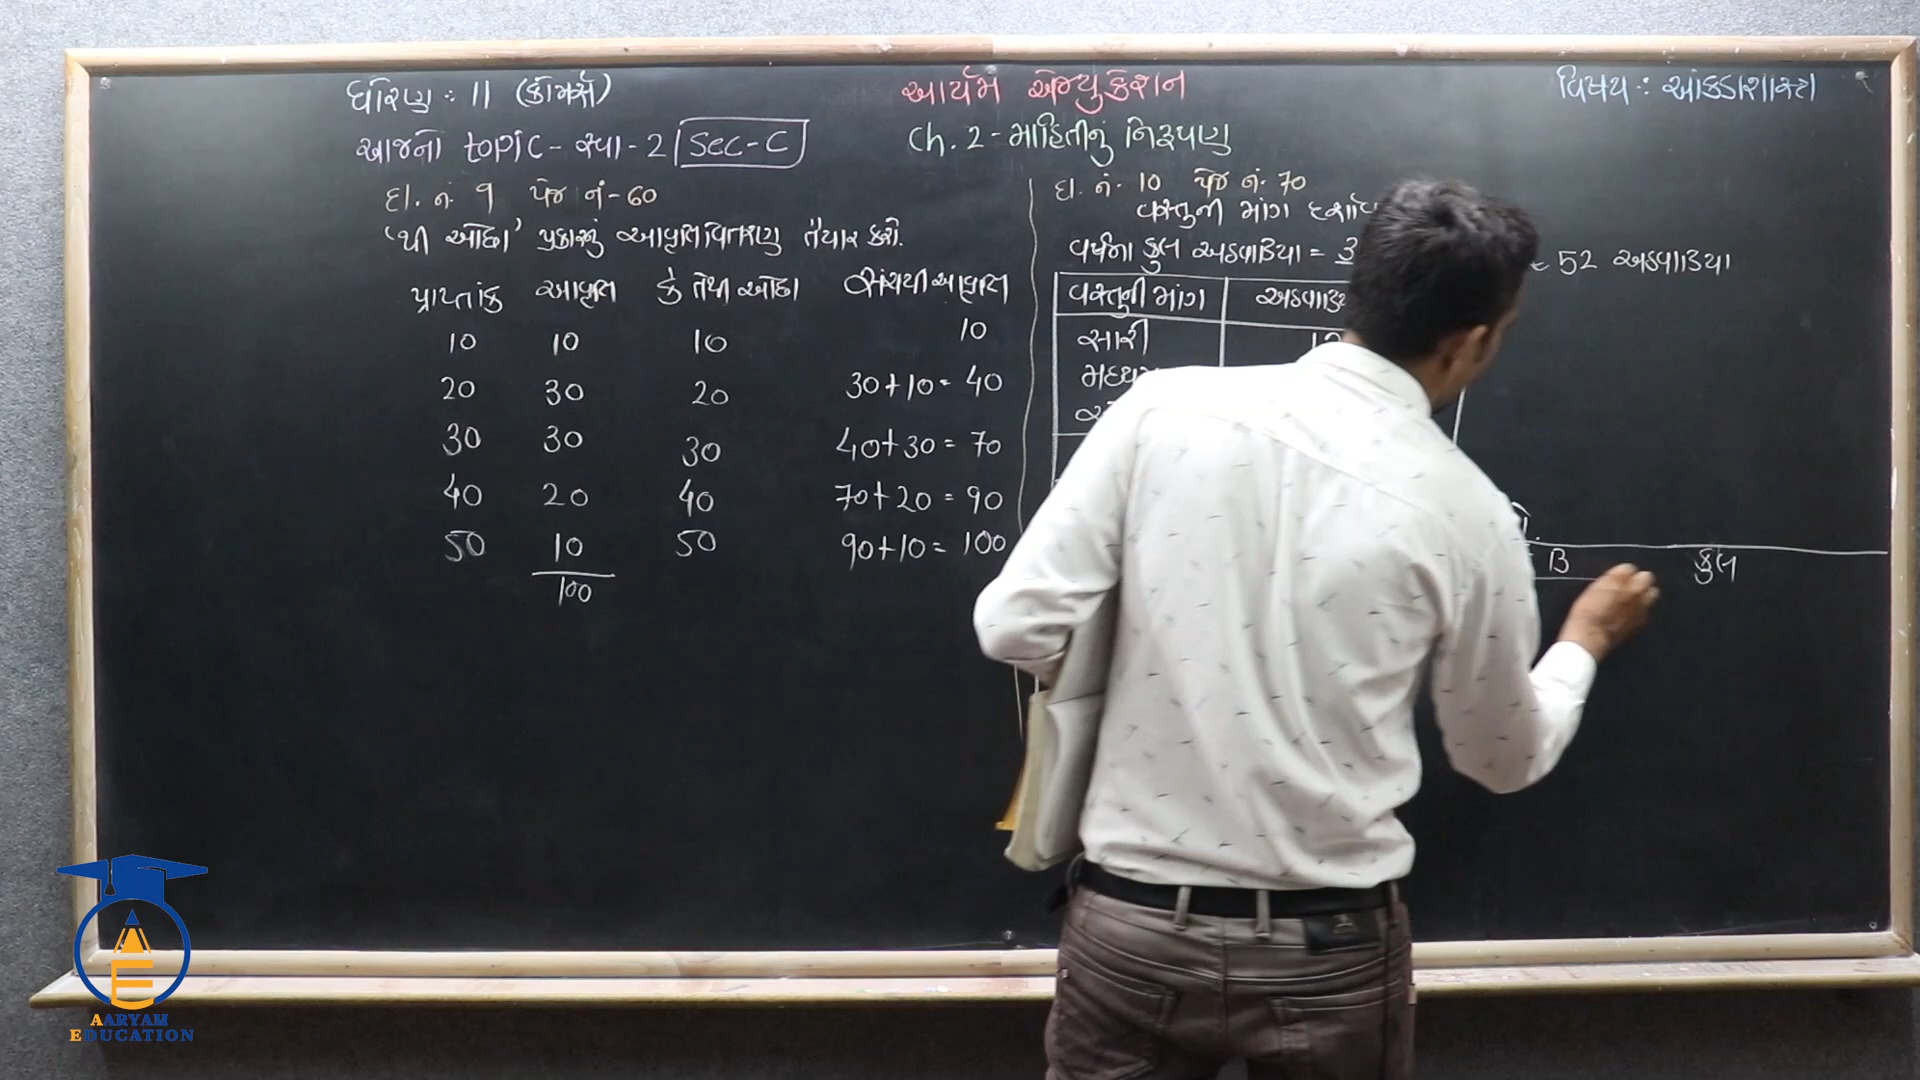 ધોરણ : 11 (કોમર્સ)
આર્યમ એજ્યુકેશન
વિષય : આંકડાશાસ્ત્ર
આજનો topic - સ્વા - 2 Sec-C
Ch. 2 - માહિતીનું નિરૂપણ
દા. નં. 9 પેજ નં - 60
'થી ઓછા' પ્રકારનું આવૃત્તિ વિતરણ તૈયાર કરો.
પ્રાપ્તાંક આવૃત્તિ કે તેથી ઓછા સંચયી આવૃત્તિ
10 10 10 10
20 30 20 30+10 = 40
30 30 30 40+30 = 70
40 20 40 70+20 = 90
50 10 50 90+10 = 100
100
દા. નં. 10 પેજ નં. 70
વસ્તુની માંગ
વર્ષના કુલ અઠવાડિયા = 52 અઠવાડિયા
વસ્તુની માંગ
સારી
B કુલ
AARYAM
EDUCATION